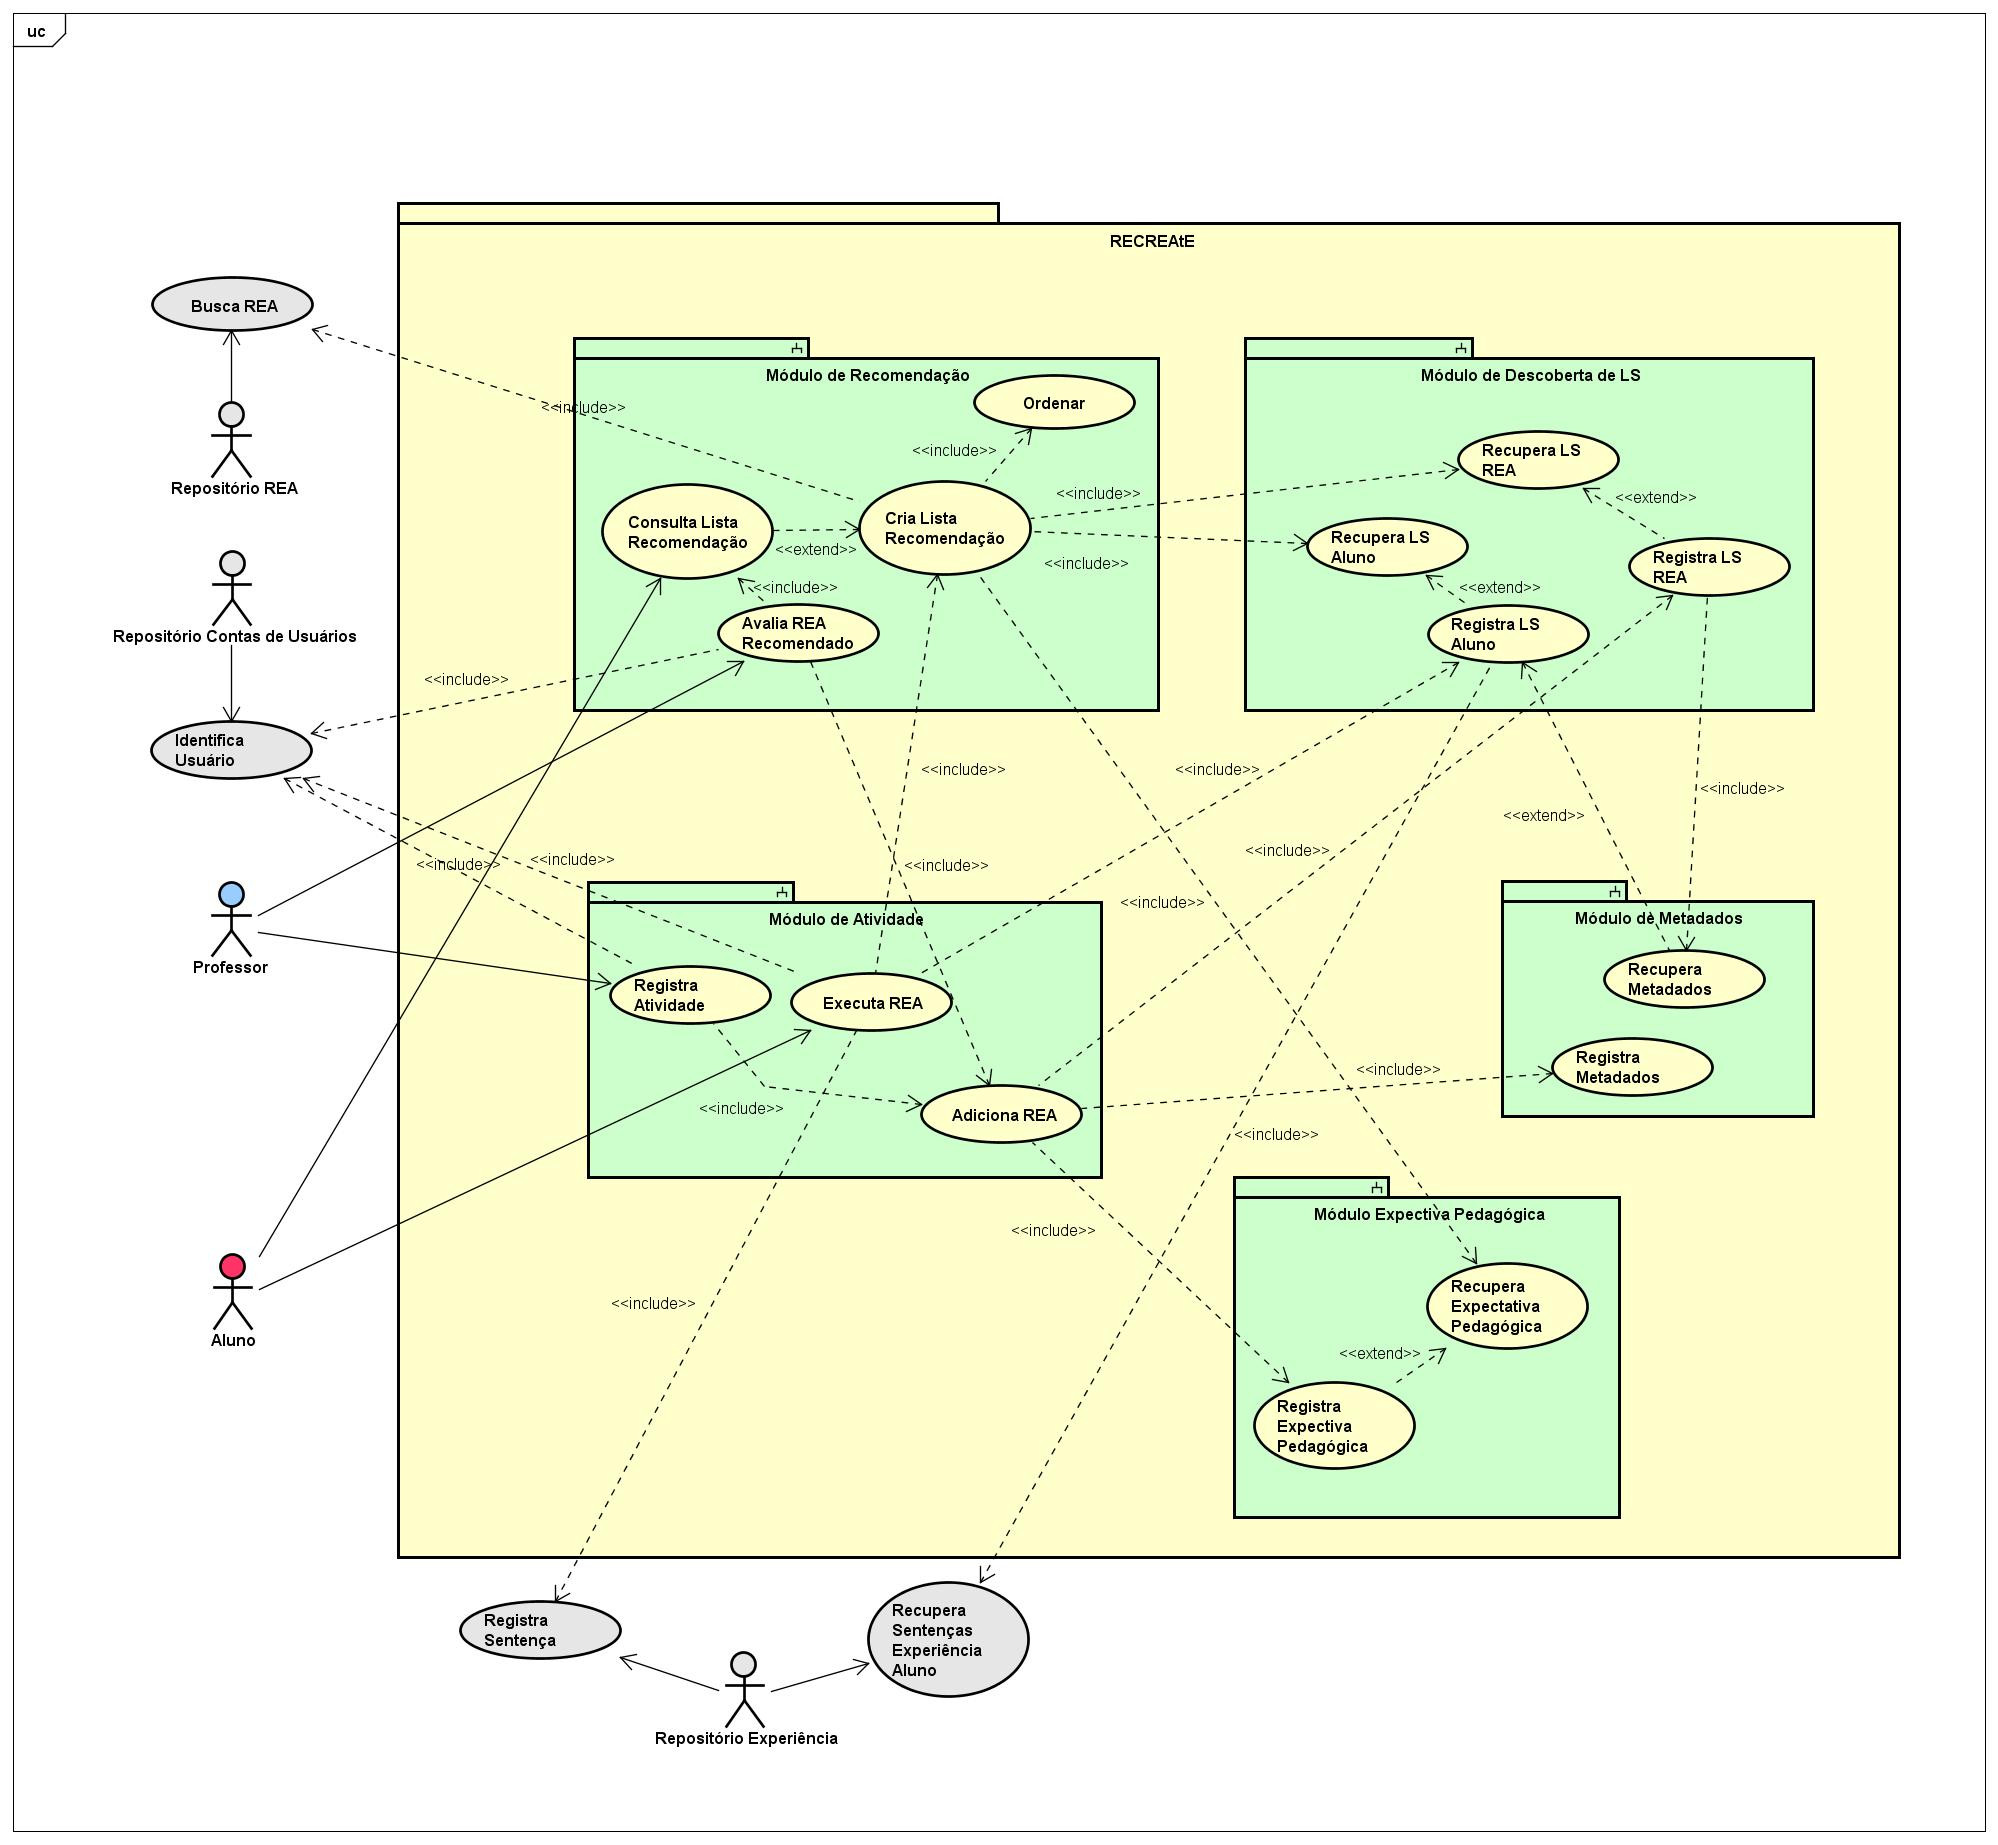 uc
RECREAtE
Busca REA
Módulo de Recomendação
Módulo de Descoberta de LS
Ordenar
<<include>>
<<include>>
Recupera LS
REA
Repositório REA
<<include>>
<<extend>>
Consulta Lista
Recomendação
Cria Lista
Recomendação
<<extend>>
Recupera LS
Aluno
<<include>>
Registra LS
REA
<<include>>
<<extend>>
Repositório Contas de Usuários
Avalia REA
Recomendado
Registra LS
Aluno
<<include>>
Identifica
Usuário
<<include>>
<<include>>
<<include>>
<<extend>>
<<include>>
<<include>>
<<include>>
<<include>>
<<include>>
Módulo de Atividade
Módulo de Metadados
Professor
Registra
Atividade
Executa REA
Recupera
Metadados
Registra
Metadados
<<include>>
<<include>>
Adiciona REA
<<include>>
Módulo Expectiva Pedagógica
<<include>>
Recupera
Expectativa
Pedagógica
<<include>>
Aluno
<<extend>>
Registra
Expectiva
Pedagógica
Registra
Sentença
Recupera
Sentenças
Experiência
Aluno
Repositório Experiência